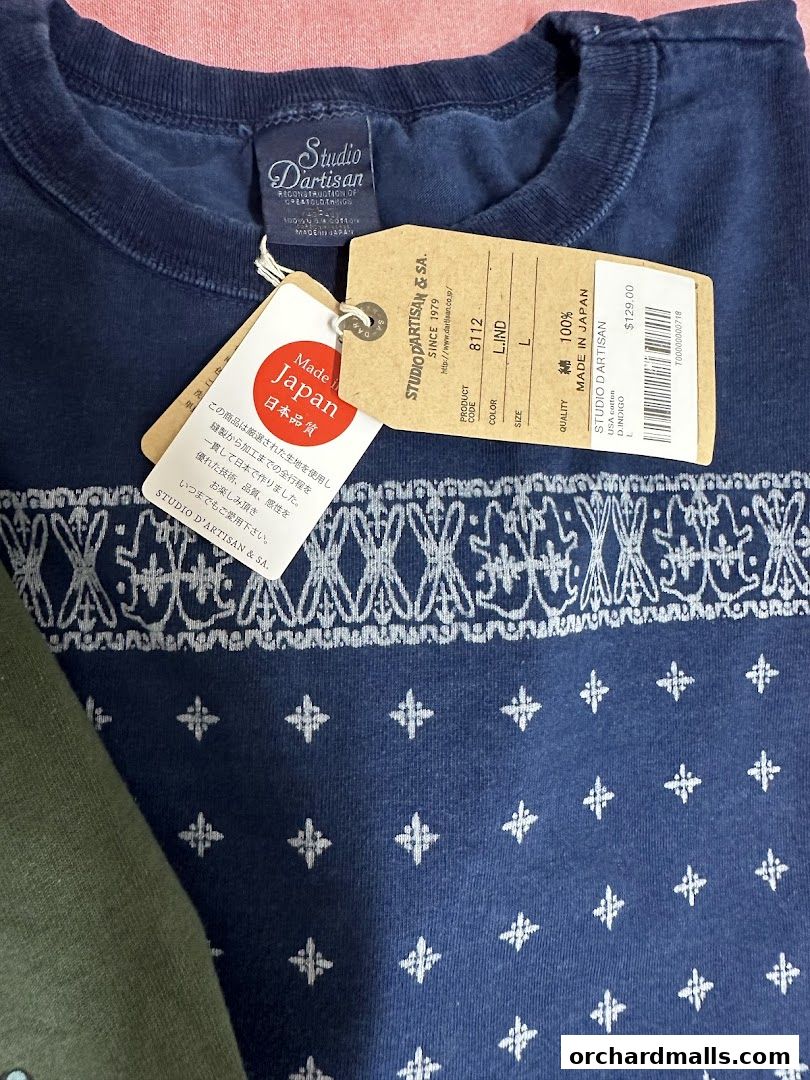 Studio
D'artisan
RECONSTRUCTION OF
GREAT OLD THINGS
100% U.S.A COTTON
MADE IN JAPAN
STUDIO D'ARTISAN & SA.
SINCE 1979
http://www.dartisan.co.jp/
PRODUCT CODE 8112
COLOR L.IND
SIZE L
QUALITY 綿 100%
MADE IN JAPAN
STUDIO D ARTISAN
USA cotton
D.INDIGO
L
$129.00
T00000000718
Made in
Japan
日本品質
この商品は厳選された生地を使用し
縫製から加工までの全行程を
一貫して日本で作りました。
優れた技術、品質、感性を
お楽しみ頂き
いつまでもご愛用下さい。
STUDIO D'ARTISAN & SA.
orchardmalls.com